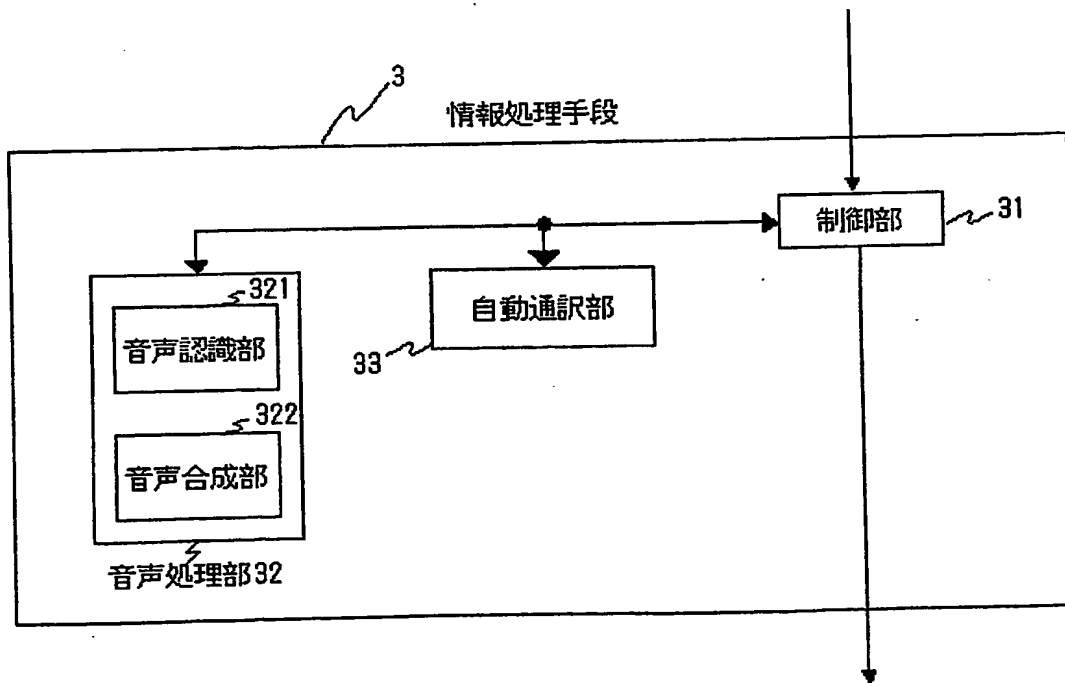 3
情報処理手段
制御部
31
321
音声認識部
自動通訳部
33
322
音声合成部
音声処理部32